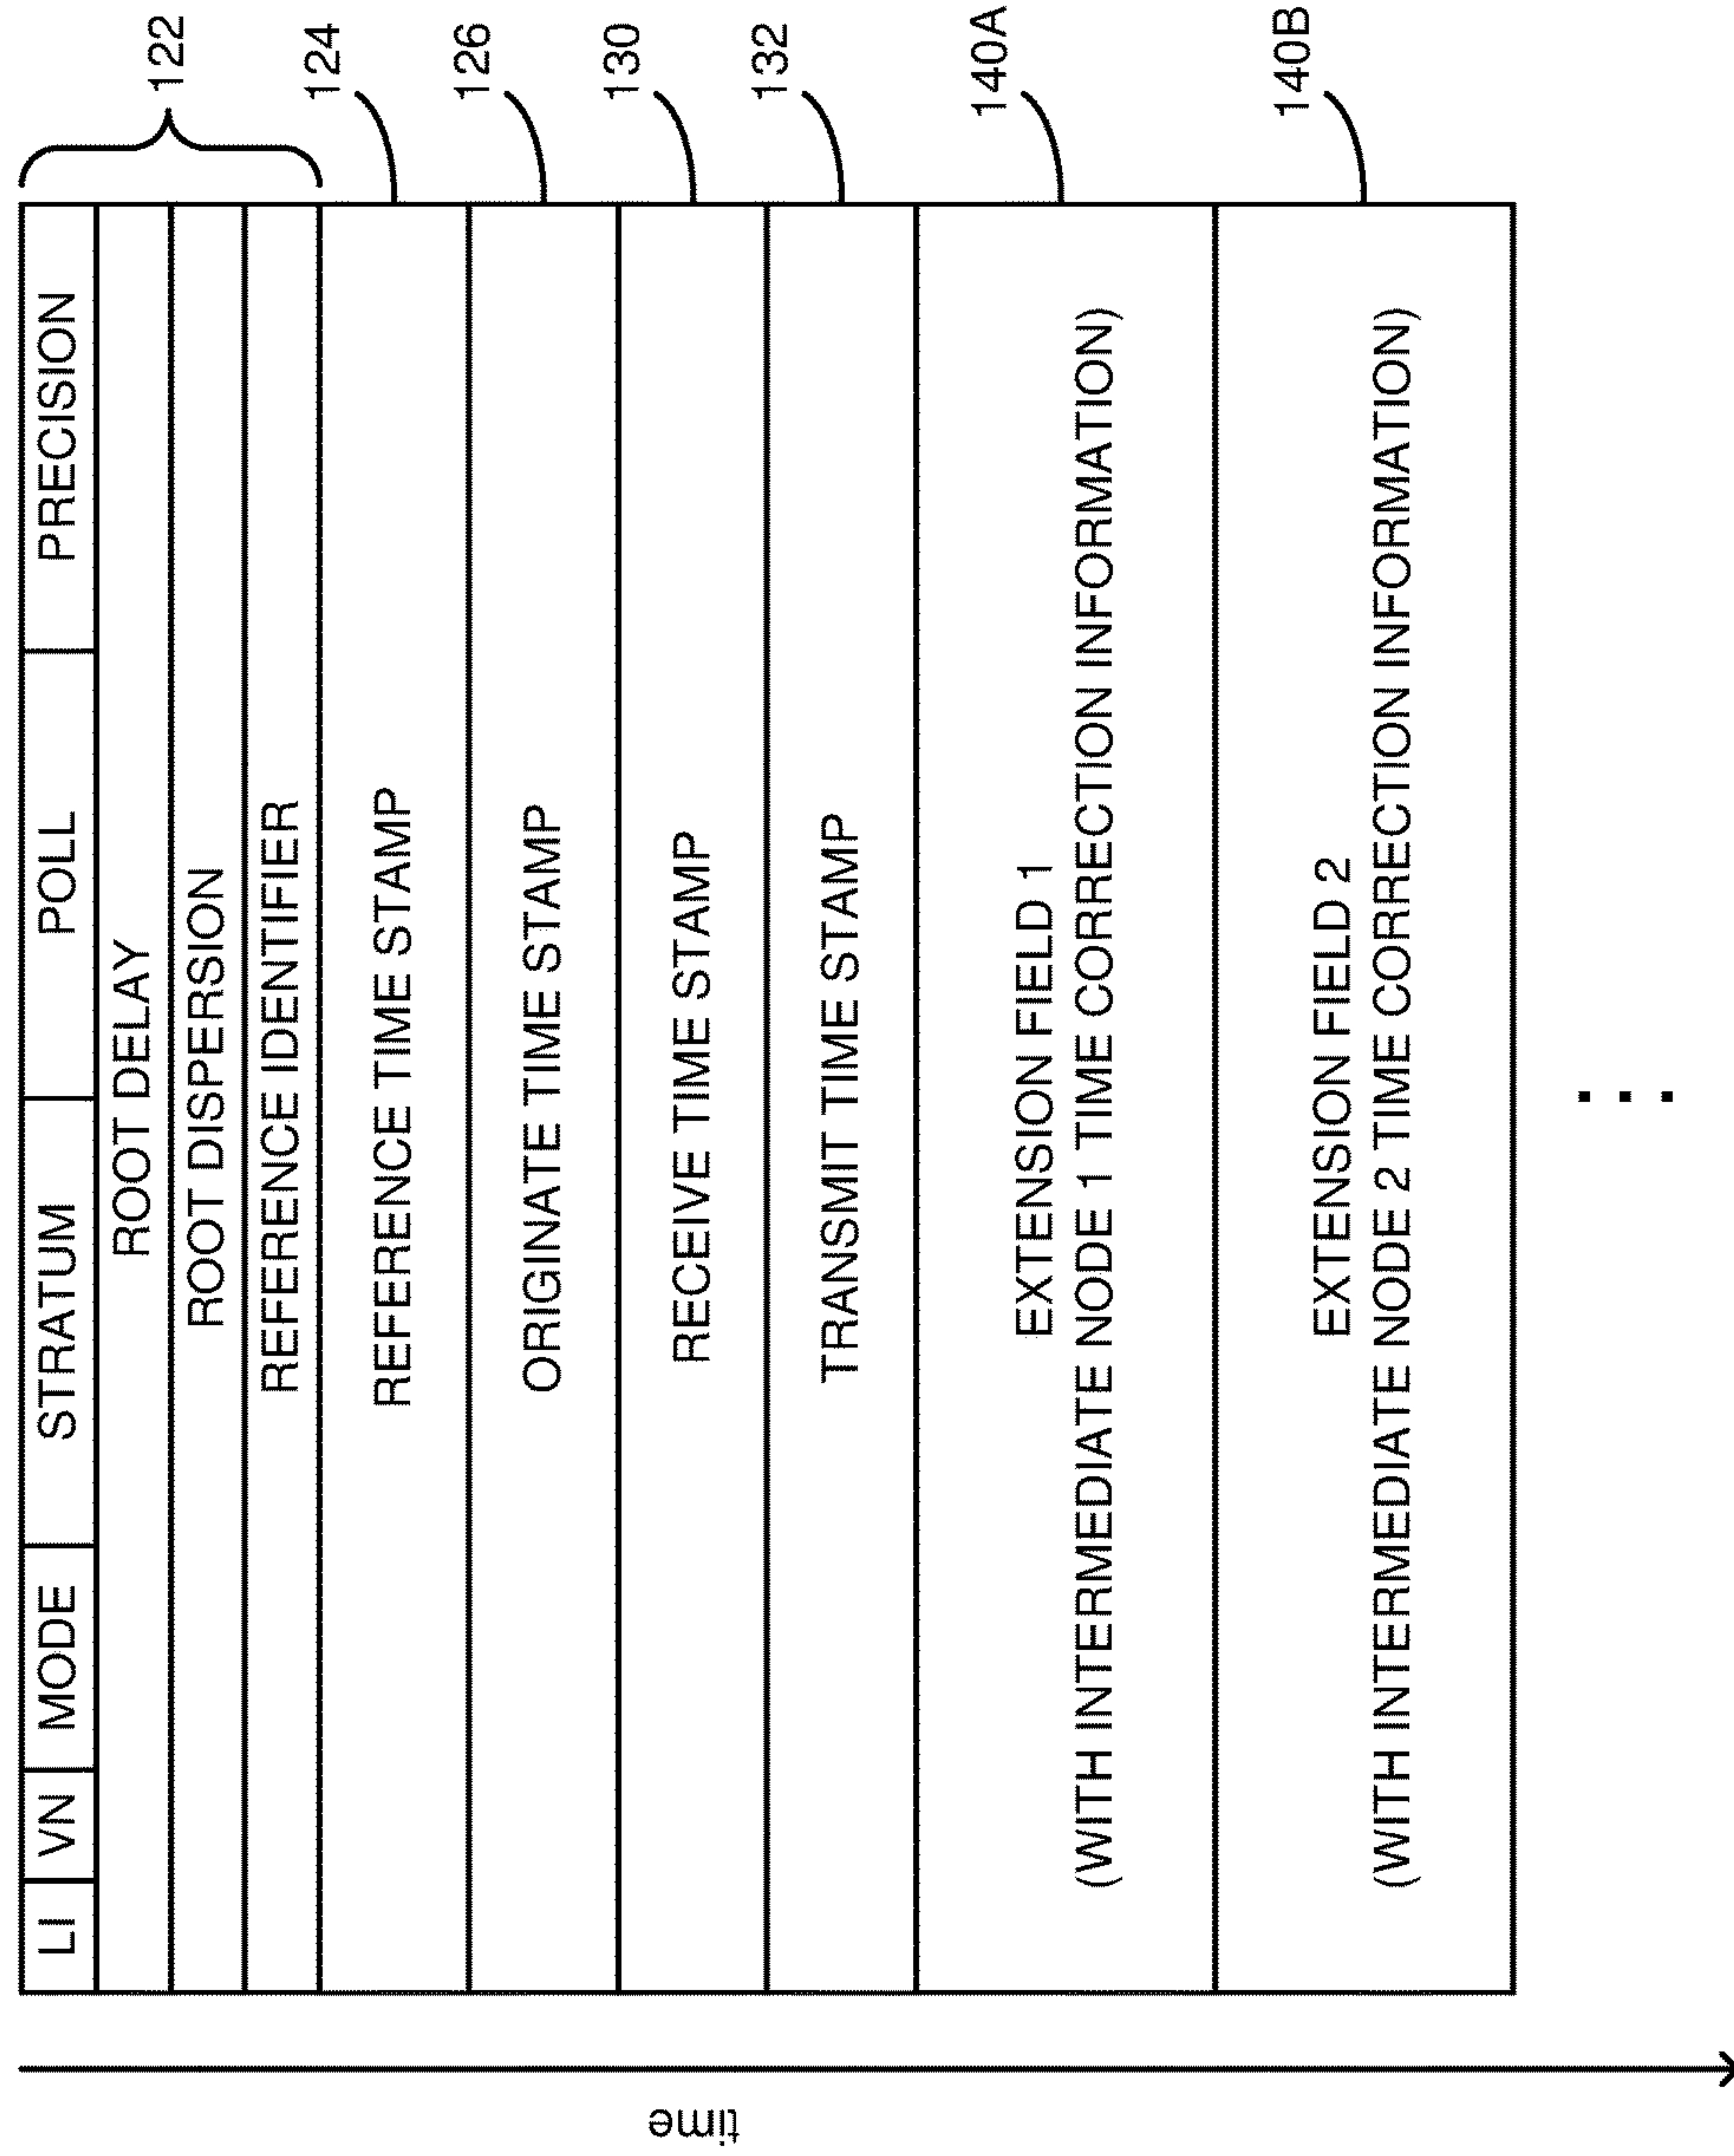 LI VN MODE STRATUM POLL PRECISION
122
ROOT DELAY
ROOT DISPERSION
REFERENCE IDENTIFIER
REFERENCE TIME STAMP
124
ORIGINATE TIME STAMP
126
RECEIVE TIME STAMP
130
TRANSMIT TIME STAMP
132
EXTENSION FIELD 1
(WITH INTERMEDIATE NODE 1 TIME CORRECTION INFORMATION)
140A
EXTENSION FIELD 2
(WITH INTERMEDIATE NODE 2 TIME CORRECTION INFORMATION)
140B
time